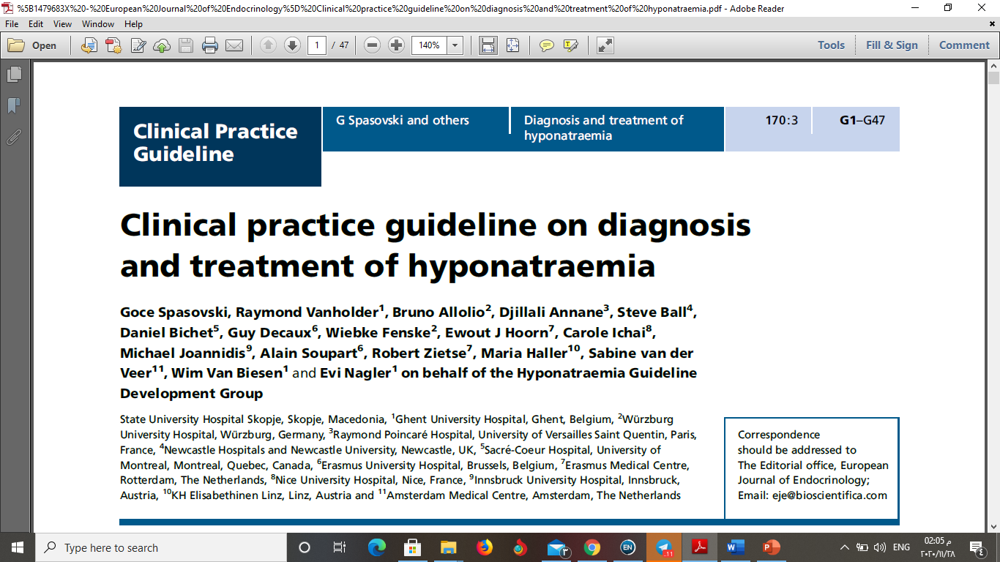 %5B1479683X%20-%20European%20Journal%20of%20Endocrinology%5D%20Clinical%20practice%20guideline%20on%20diagnosis%20and%20treatment%20of%20hyponatraemia.pdf - Adobe Reader
File Edit View Window Help
Open 1 / 47 140% Tools Fill & Sign Comment
Clinical Practice
Guideline
G Spasovski and others
Diagnosis and treatment of
hyponatraemia
170:3
G1–G47
Clinical practice guideline on diagnosis
and treatment of hyponatraemia
Goce Spasovski, Raymond Vanholder1, Bruno Allolio2, Djillali Annane3, Steve Ball4,
Daniel Bichet5, Guy Decaux6, Wiebke Fenske2, Ewout J Hoorn7, Carole Ichai8,
Michael Joannidis9, Alain Soupart6, Robert Zietse7, Maria Haller10, Sabine van der
Veer11, Wim Van Biesen1 and Evi Nagler1 on behalf of the Hyponatraemia Guideline
Development Group
State University Hospital Skopje, Skopje, Macedonia, 1Ghent University Hospital, Ghent, Belgium, 2Würzburg
University Hospital, Würzburg, Germany, 3Raymond Poincaré Hospital, University of Versailles Saint Quentin, Paris,
France, 4Newcastle Hospitals and Newcastle University, Newcastle, UK, 5Sacré-Coeur Hospital, University of
Montreal, Montreal, Quebec, Canada, 6Erasmus University Hospital, Brussels, Belgium, 7Erasmus Medical Centre,
Rotterdam, The Netherlands, 8Nice University Hospital, Nice, France, 9Innsbruck University Hospital, Innsbruck,
Austria, 10KH Elisabethinen Linz, Linz, Austria and 11Amsterdam Medical Centre, Amsterdam, The Netherlands
Correspondence
should be addressed to
The Editorial office, European
Journal of Endocrinology;
Email: eje@bioscientifica.com
Type here to search
EN
..11
٣
ENG
02:05 م
٢٠٢٠/١١/٢٨
٤